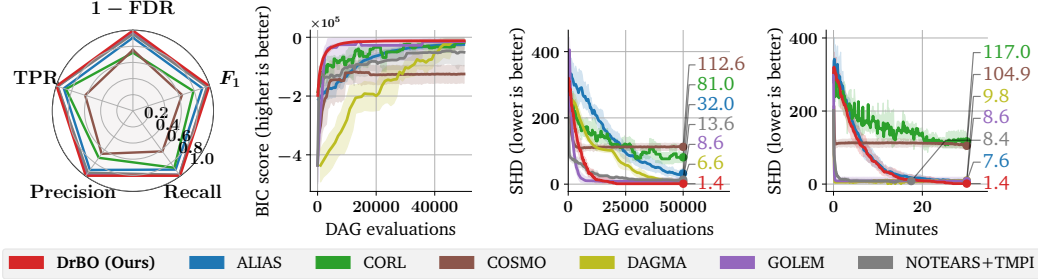 1 − FDR
TPR
F1
0.2
0.4
0.6
0.8
1.0
Precision
Recall
×10^5
0
−2
−4
BIC score (higher is better)
0
20000
40000
DAG evaluations
400
200
0
SHD (lower is better)
0
25000
50000
DAG evaluations
112.6
81.0
32.0
13.6
8.6
6.6
1.4
400
200
0
SHD (lower is better)
0
20
Minutes
117.0
104.9
9.8
8.6
8.4
7.6
1.4
DrBO (Ours)
ALIAS
CORL
COSMO
DAGMA
GOLEM
NOTEARS+TMPI